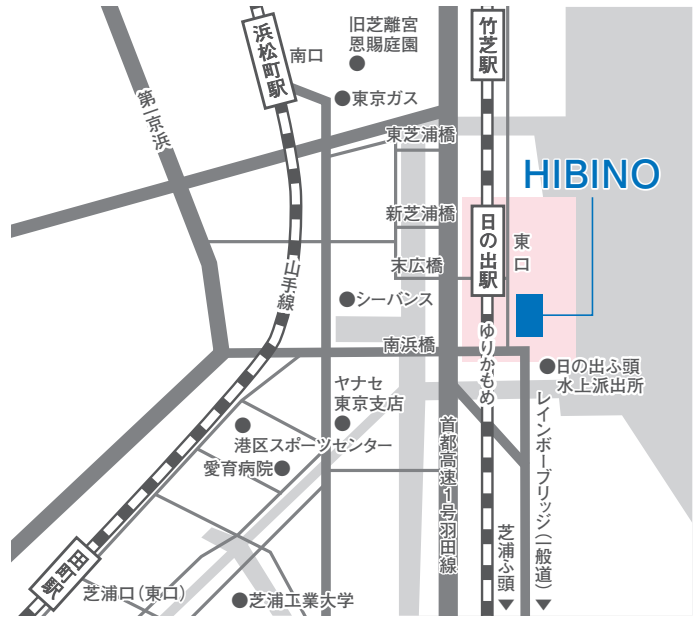 浜松町駅
南口
旧芝離宮
恩賜庭園
竹芝駅
東京ガス
第一京浜
東芝浦橋
HIBINO
新芝浦橋
日の出駅
東口
末広橋
山手線
シーバンス
ゆりかもめ
南浜橋
日の出ふ頭
水上派出所
ヤナセ
東京支店
レインボーブリッジ(一般道)
首都高速1号羽田線
港区スポーツセンター
愛育病院
芝浦ふ頭
田町駅
芝浦口(東口)
芝浦工業大学